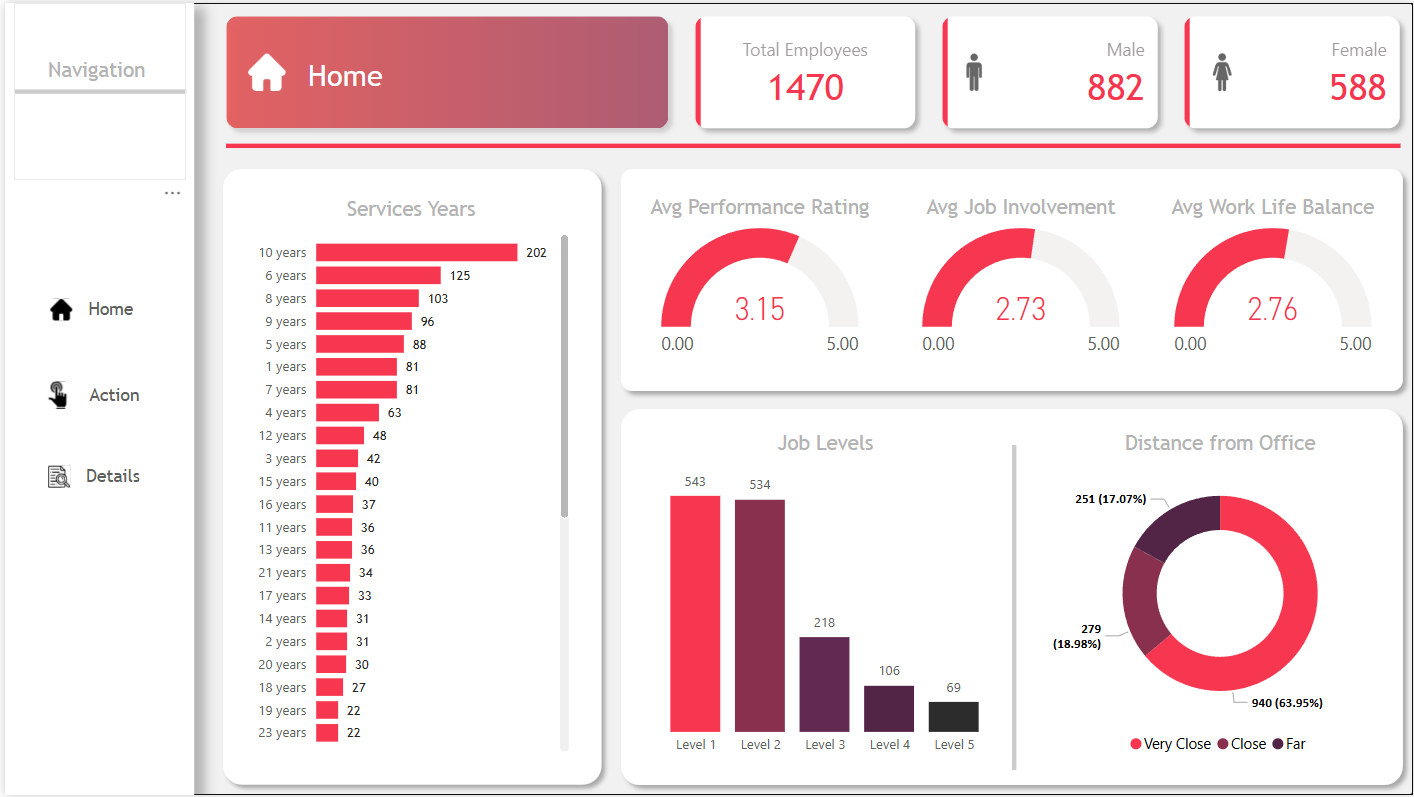 Navigation
...
Home
Action
Details
Home
Total Employees
1470
Male
882
Female
588
Services Years
10 years 202
6 years 125
8 years 103
9 years 96
5 years 88
1 years 81
7 years 81
4 years 63
12 years 48
3 years 42
15 years 40
16 years 37
11 years 36
13 years 36
21 years 34
17 years 33
14 years 31
2 years 31
20 years 30
18 years 27
19 years 22
23 years 22
Avg Performance Rating
3.15
0.00 5.00
Avg Job Involvement
2.73
0.00 5.00
Avg Work Life Balance
2.76
0.00 5.00
Job Levels
543 534 218 106 69
Level 1 Level 2 Level 3 Level 4 Level 5
Distance from Office
251 (17.07%)
279
(18.98%)
940 (63.95%)
Very Close Close Far